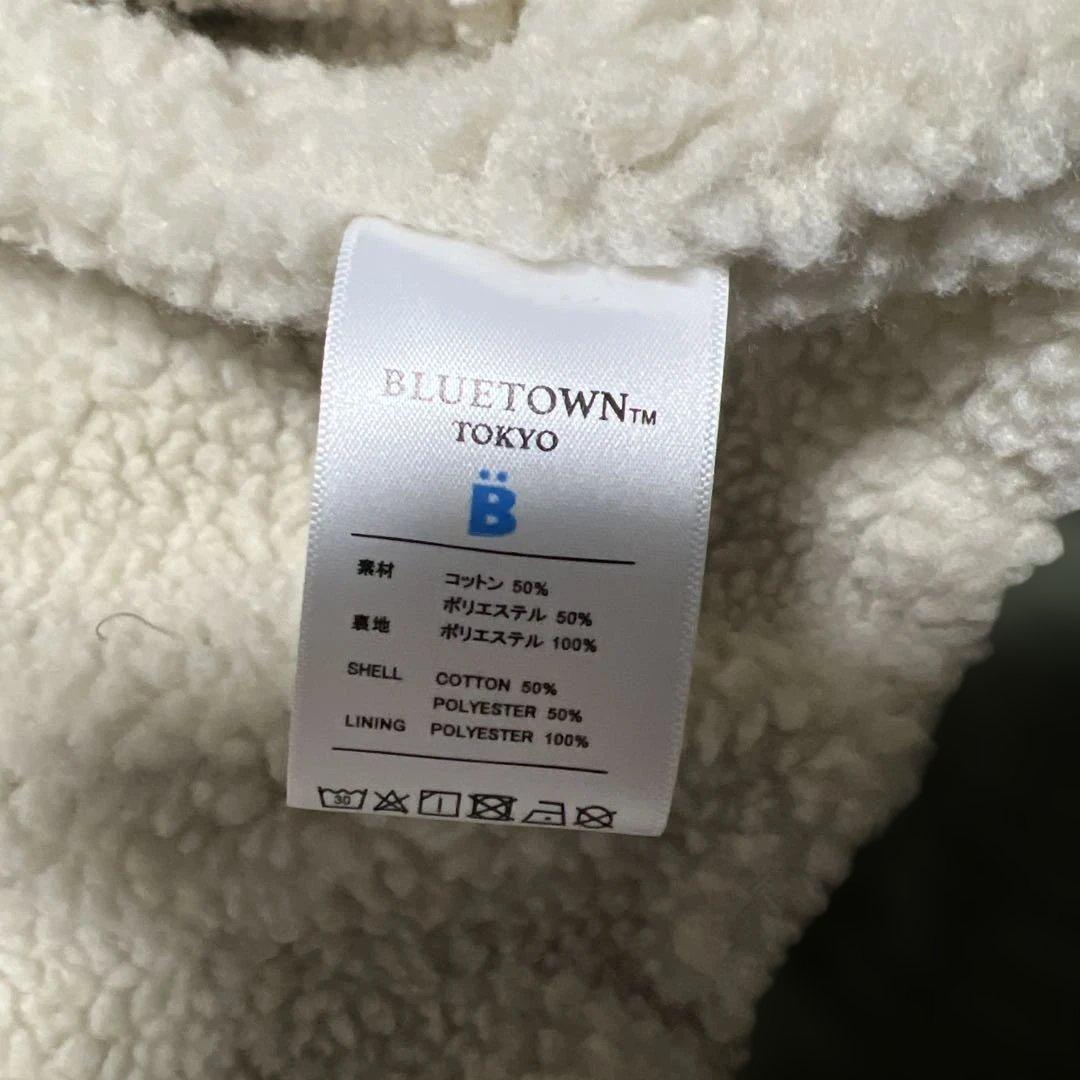 BLUETOWN™
TOKYO
B̈
素材 コットン 50%
ポリエステル 50%
裏地 ポリエステル 100%
SHELL COTTON 50%
POLYESTER 50%
LINING POLYESTER 100%
30